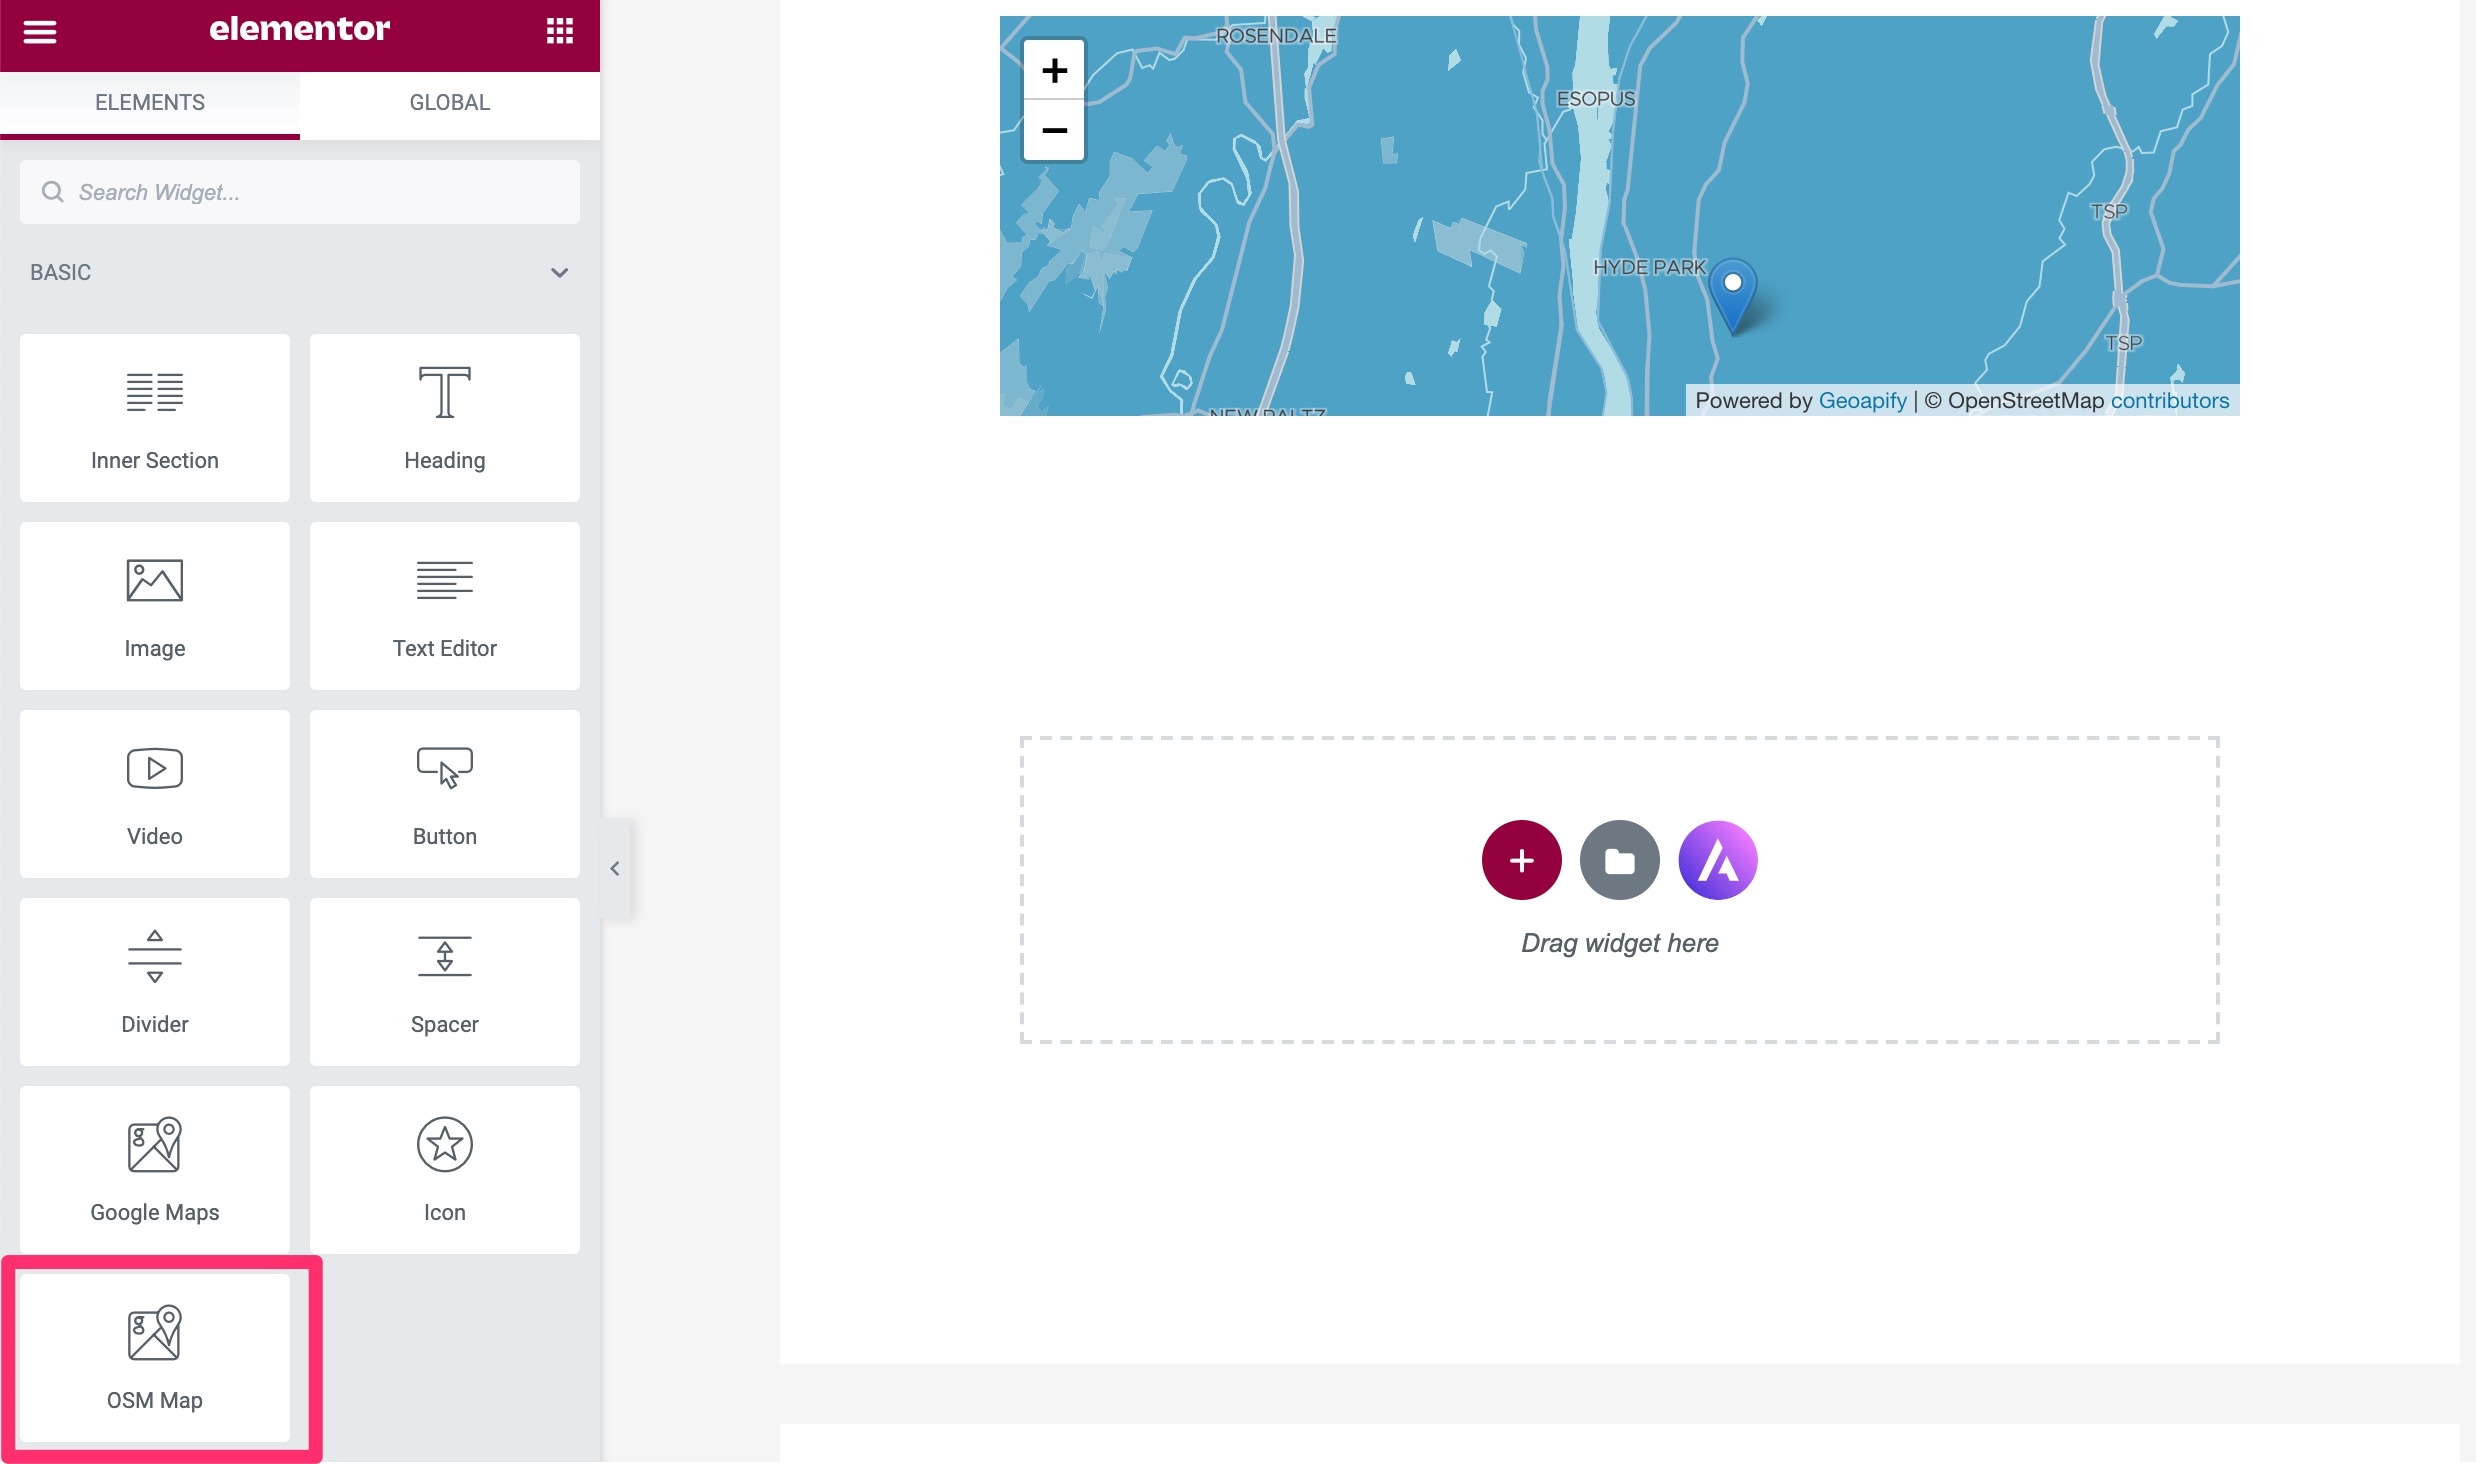 elementor
ELEMENTS
GLOBAL
Search Widget...
BASIC
Inner Section
Heading
Image
Text Editor
Video
Button
Divider
Spacer
Google Maps
Icon
OSM Map
+
−
ROSENDALE
ESOPUS
TSP
HYDE PARK
TSP
NEW PALTZ
Powered by Geoapify | © OpenStreetMap contributors
Drag widget here